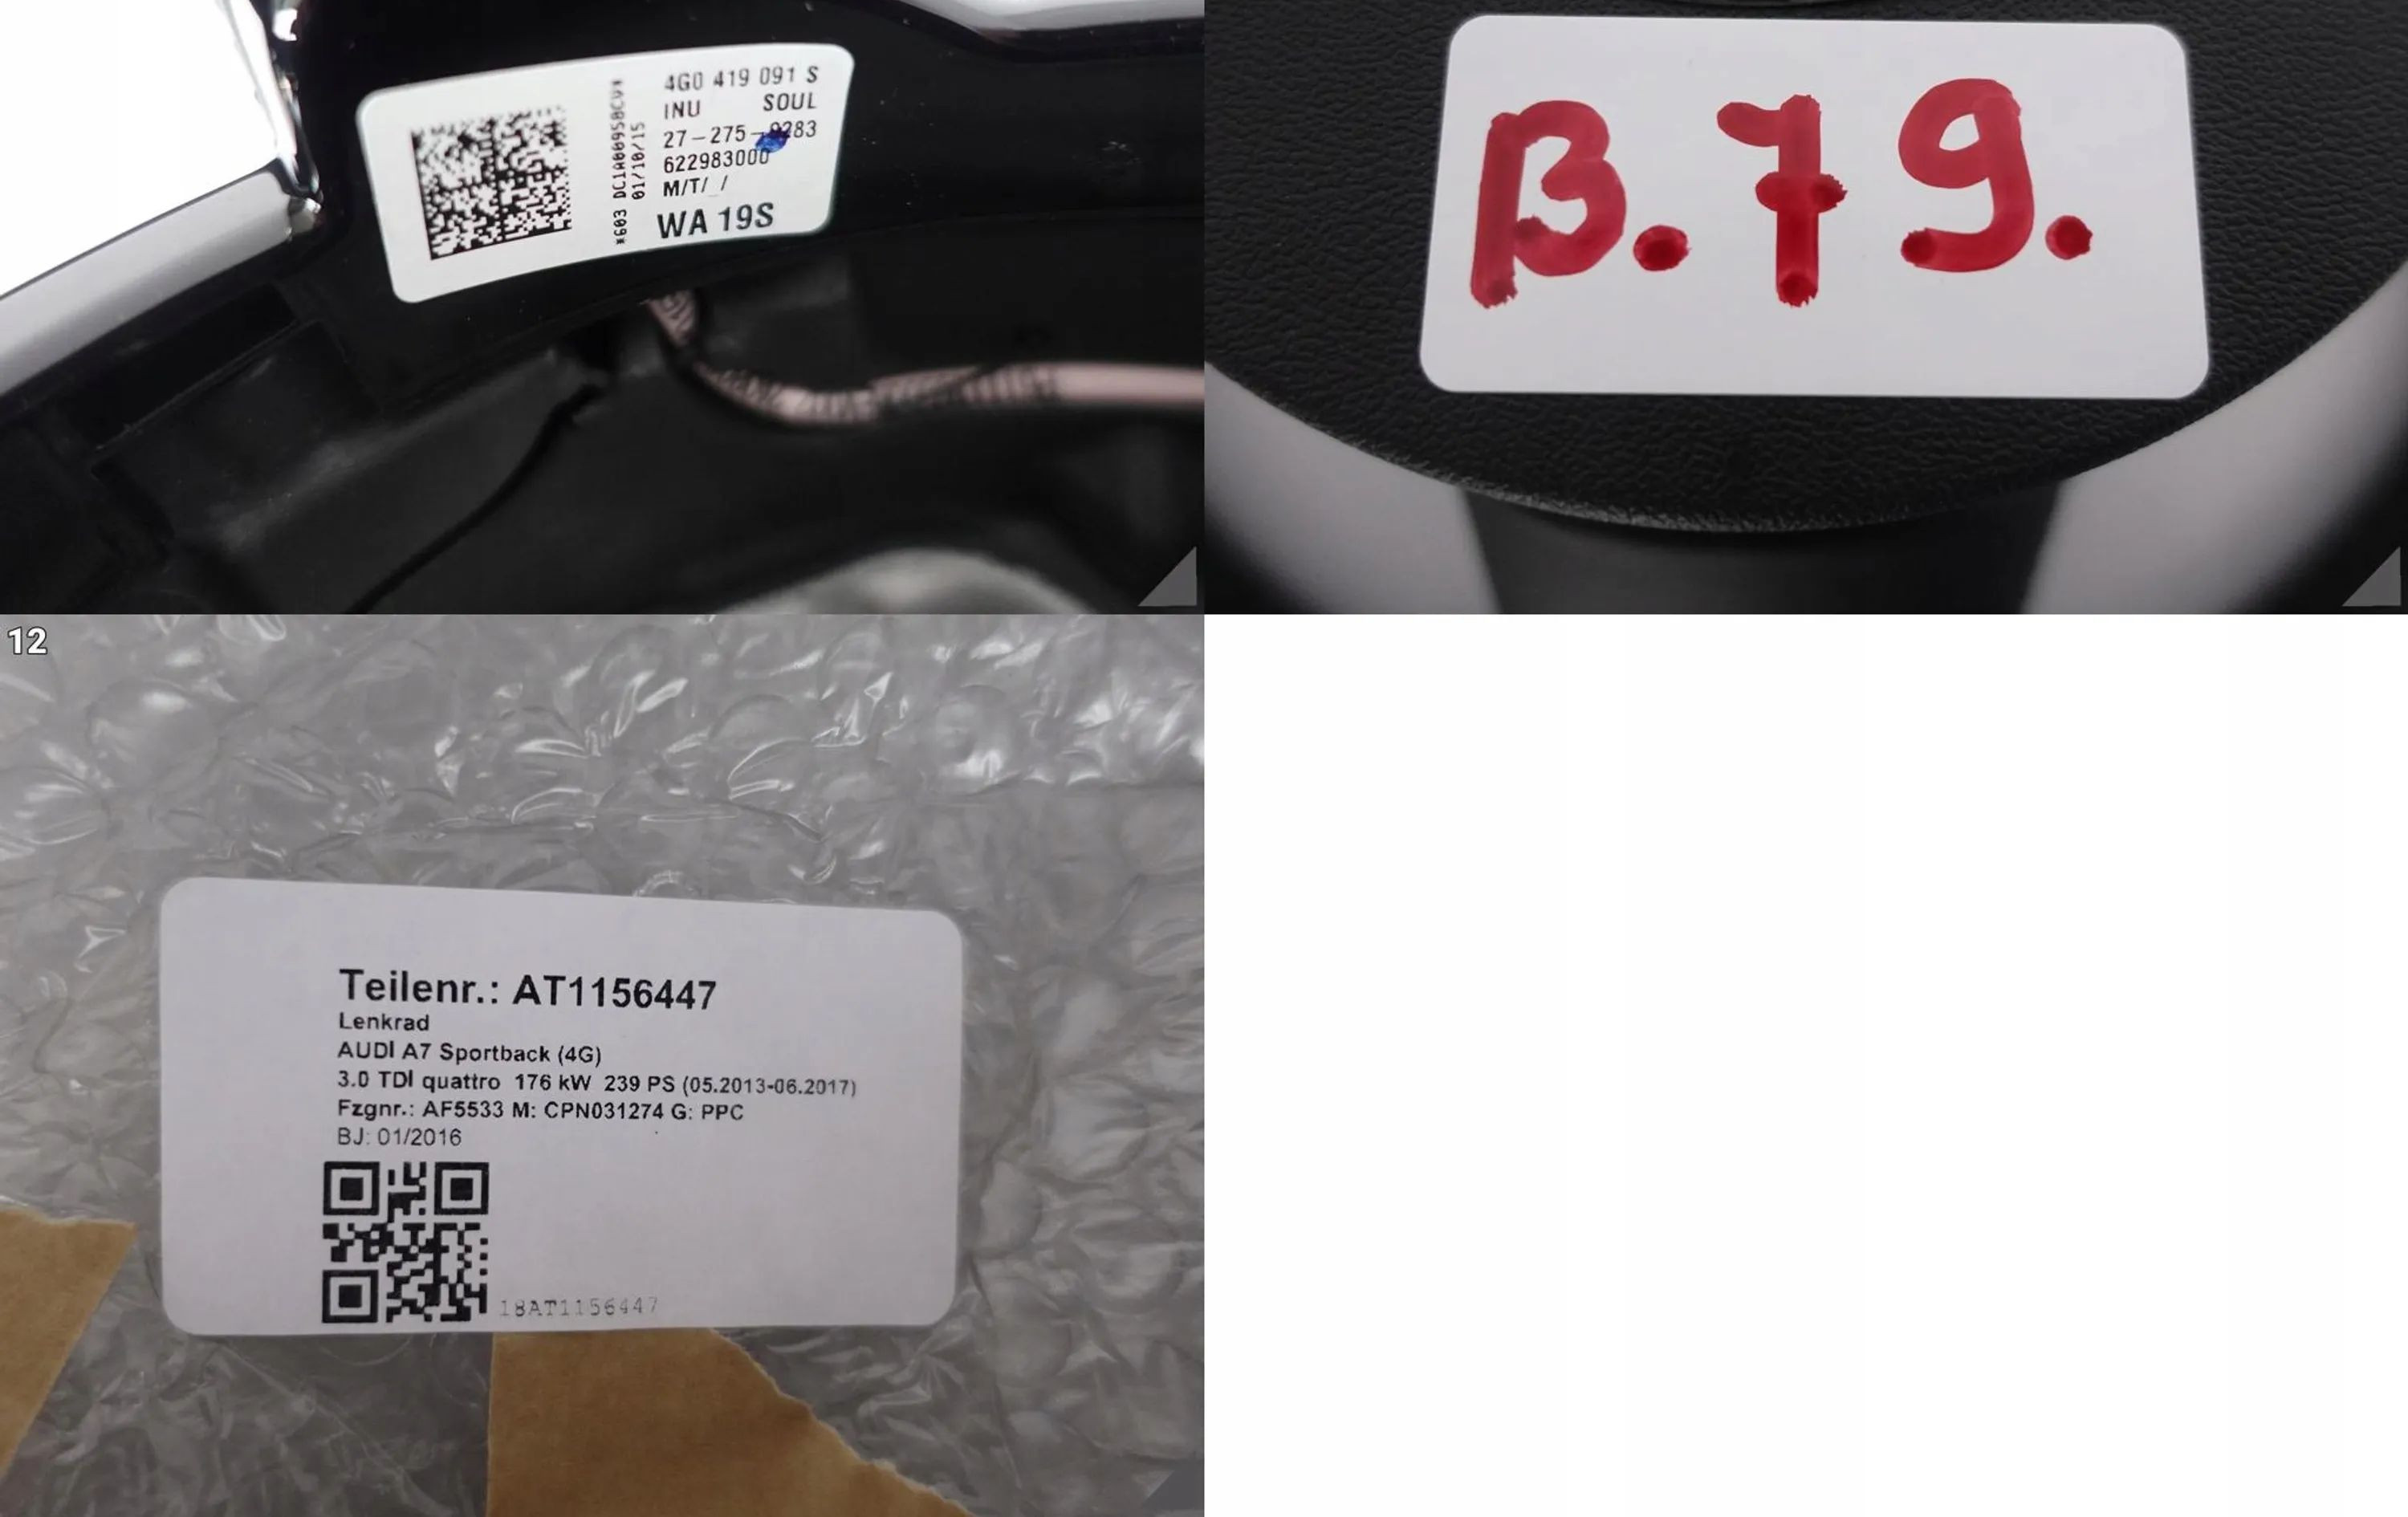 4G0 419 091 S
INU SOUL
27-275-0283
622983000
M/T/ /
WA 19S
01/10/15
B.79.
12
Teilenr.: AT1156447
Lenkrad
AUDI A7 Sportback (4G)
3.0 TDI quattro 176 kW 239 PS (05.2013-06.2017)
Fzgnr.: AF5533 M: CPN031274 G: PPC
BJ: 01/2016
18AT1156447